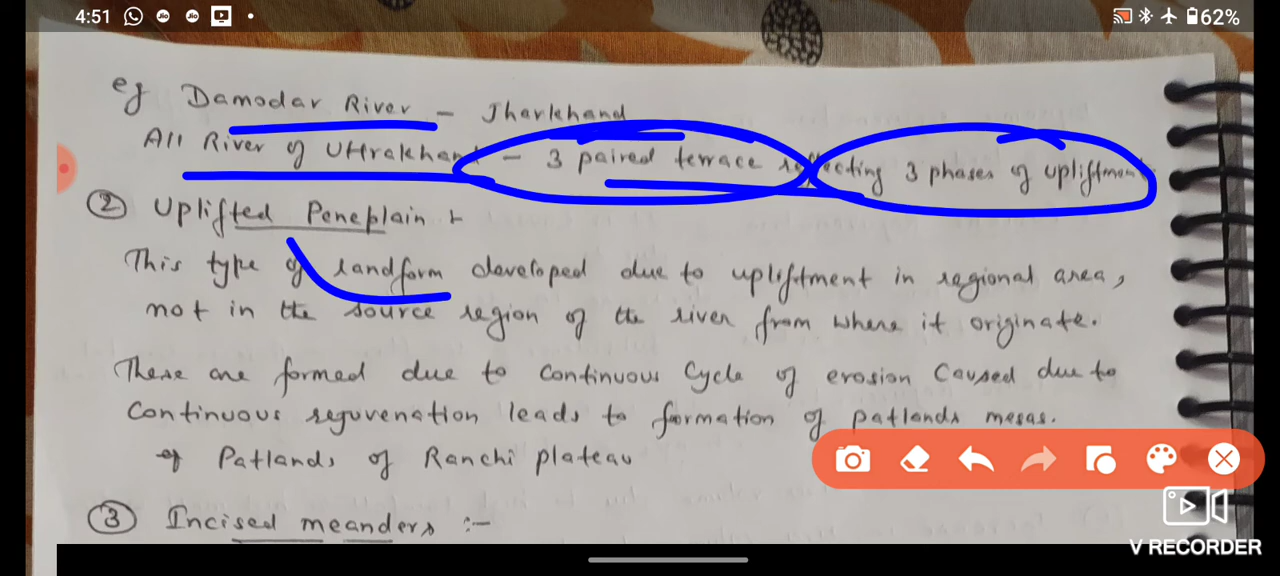 4:51
62%
eg Damodar River - Jharkhand
All River of Uttrakhand - 3 paired terrace reflecting 3 phases of upliftment
② Uplifted Peneplain :-
This type of landform developed due to upliftment in regional area,
not in the source region of the river from where it originate.
These are formed due to continuous cycle of erosion caused due to
continuous rejuvenation leads to formation of patlands mesas.
eg Patlands of Ranchi plateau
③ Incised meanders :-
V RECORDER